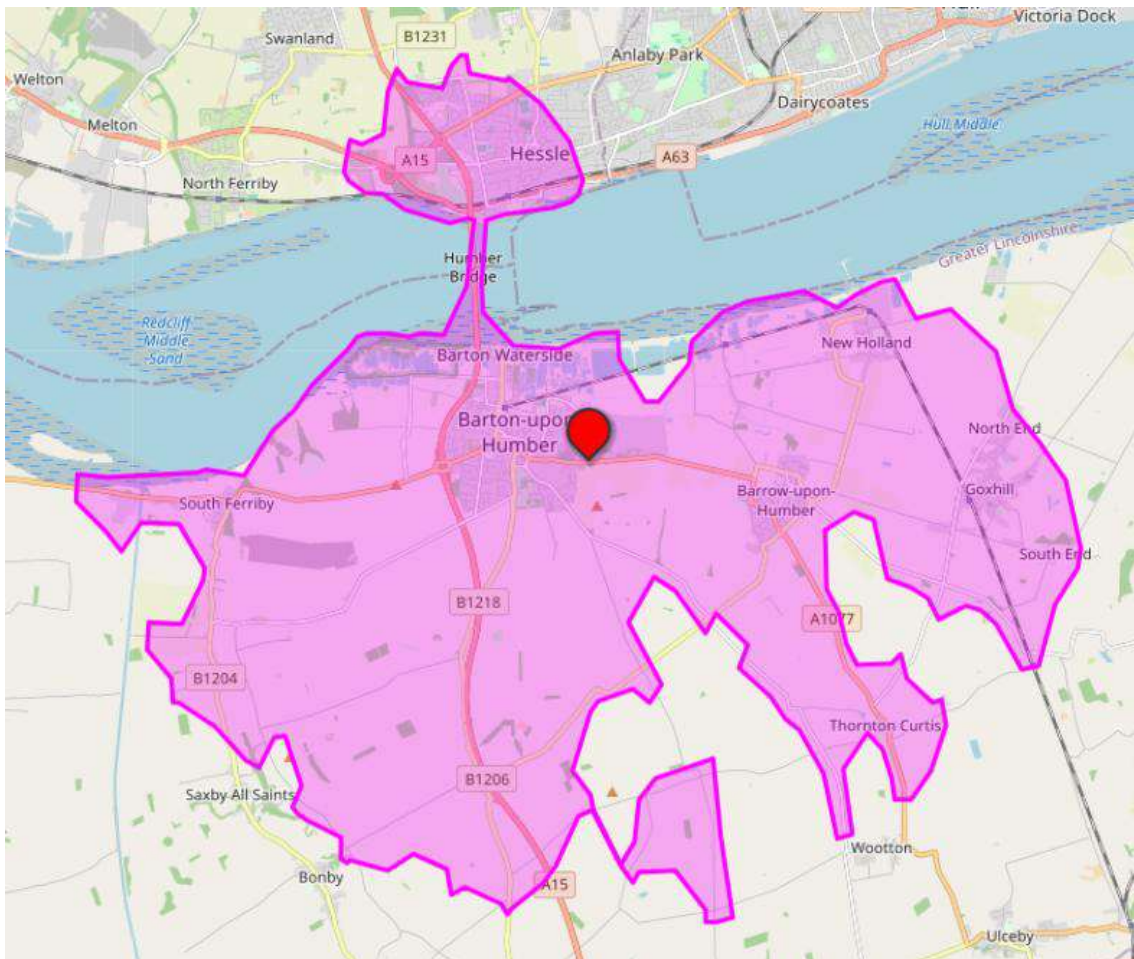 Victoria Dock
B1231
Swanland
Anlaby Park
Welton
Dairycoates
Hull Middle
Melton
Hessle
A15
A63
North Ferriby
Greater Lincolnshire
Humber
Bridge
Redcliff
Middle
Sand
New Holland
Barton Waterside
Barton-upon
Humber
North End
Barrow-upon-
Humber
Goxhill
South Ferriby
South End
B1218
A1077
B1204
Thornton Curtis
B1206
Saxby All Saints
Wootton
Bonby
A15
Ulceby